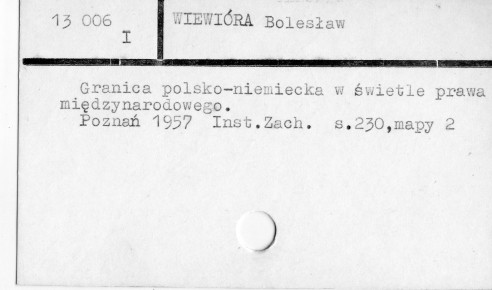 13 006 WIEWIÓRA Bolesław
I
Granica polsko-niemiecka w świetle prawa
międzynarodowego.
Poznań 1957 Inst.Zach. s.230,mapy 2